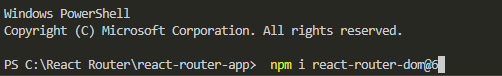 Windows PowerShell
Copyright (C) Microsoft Corporation. All rights reserved.
PS C:\React Router\react-router-app>  npm i react-router-dom@6